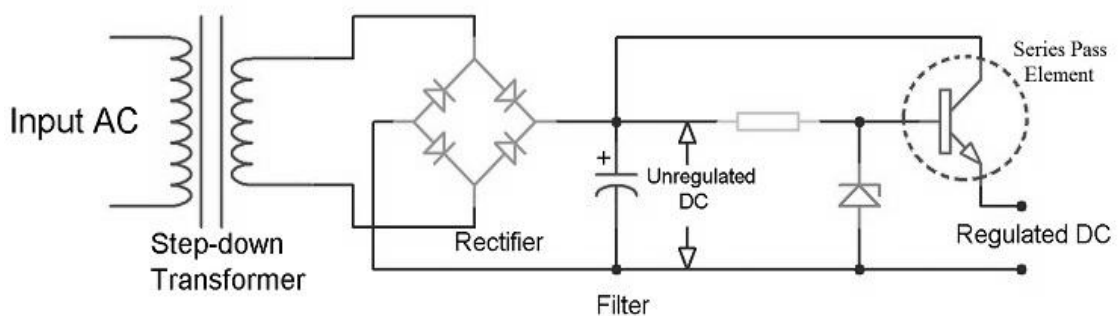 Series Pass
Element
Input AC
+
Unregulated
DC
Step-down
Transformer
Rectifier
Regulated DC
Filter